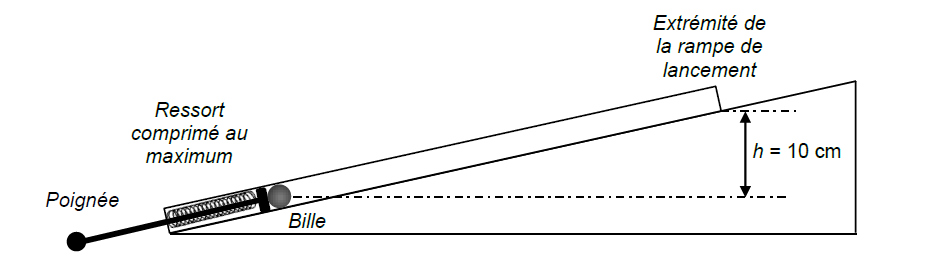 Extrémité de
la rampe de
lancement
Ressort
comprimé au
maximum
h = 10 cm
Poignée
Bille